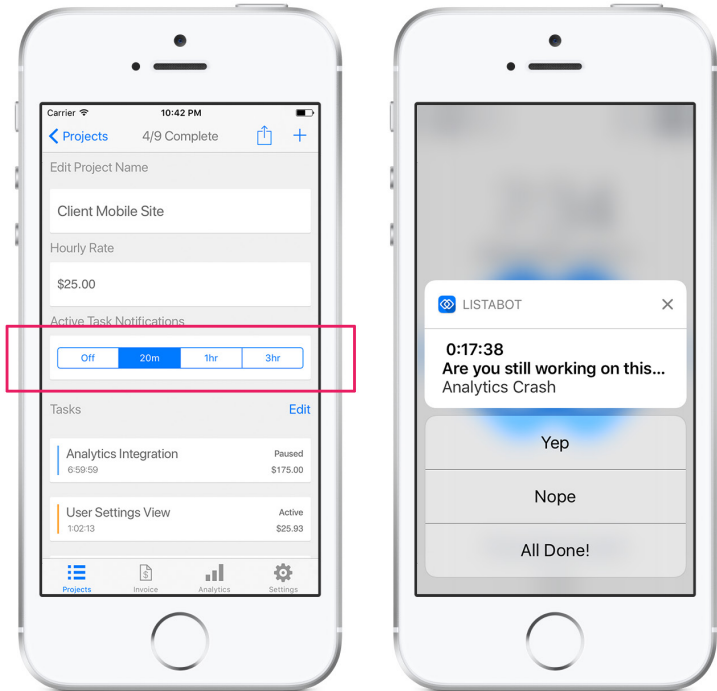 Carrier 10:42 PM
Projects 4/9 Complete
Edit Project Name
Client Mobile Site
Hourly Rate
$25.00
Active Task Notifications
Off 20m 1hr 3hr
Tasks Edit
Analytics Integration Paused
6:59:59 $175.00
User Settings View Active
1:02:13 $25.93
Projects Invoice Analytics Settings
LISTABOT
0:17:38
Are you still working on this...
Analytics Crash
Yep
Nope
All Done!